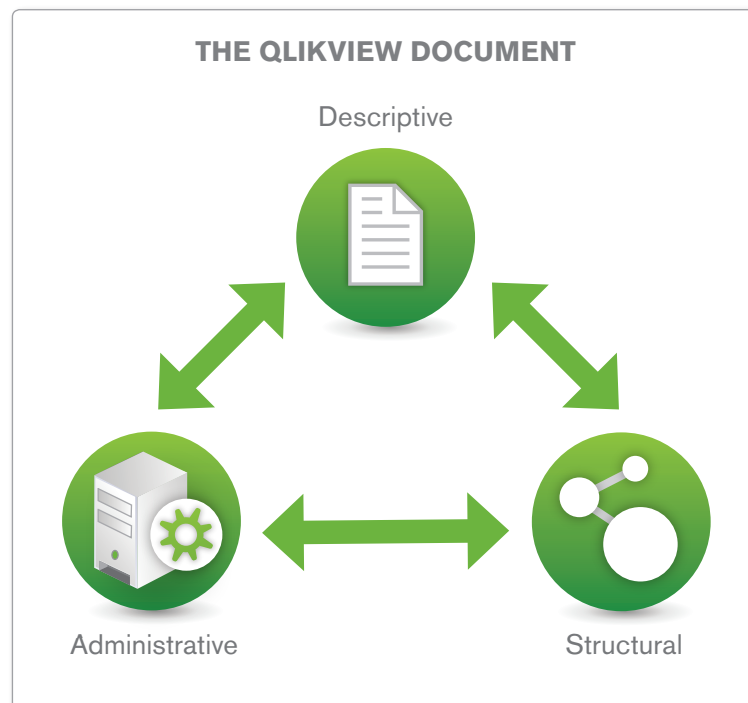 THE QLIKVIEW DOCUMENT
Descriptive
Administrative
Structural